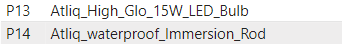 P13 Atliq_High_Glo_15W_LED_Bulb
P14 Atliq_waterproof_Immersion_Rod